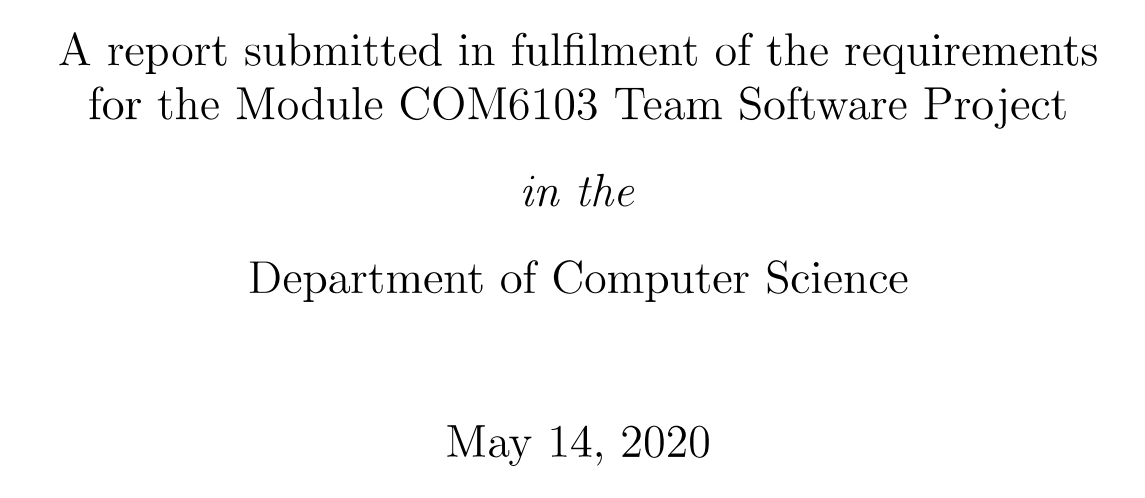 A report submitted in fulfilment of the requirements
for the Module COM6103 Team Software Project
in the
Department of Computer Science
May 14, 2020